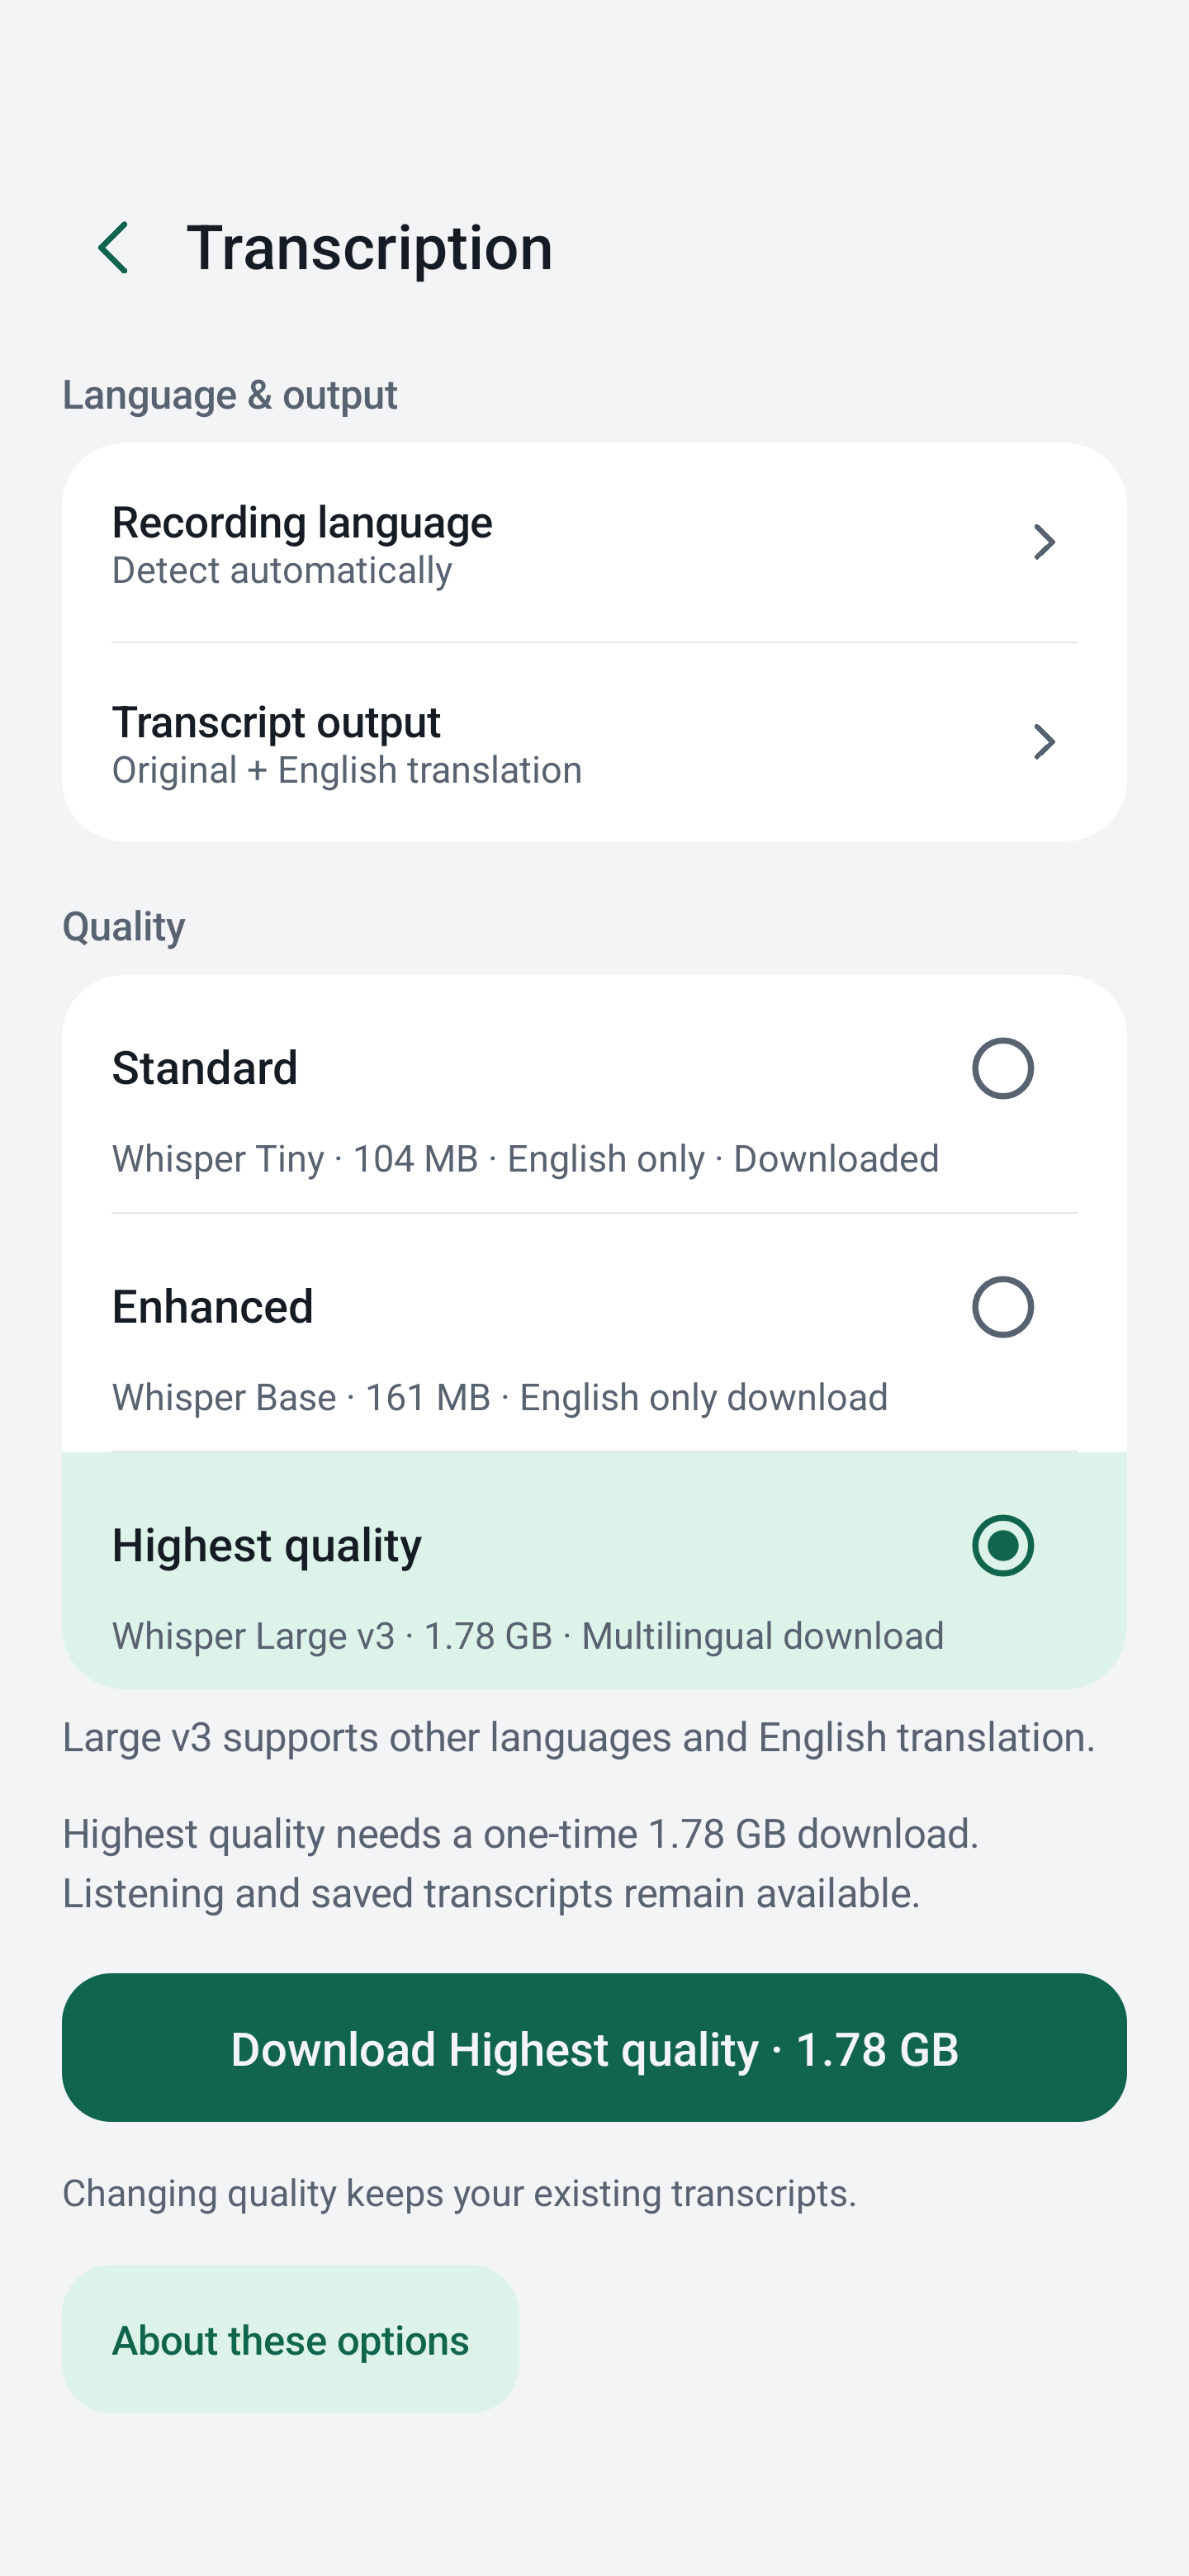 Transcription
Language & output
Recording language
Detect automatically
Transcript output
Original + English translation
Quality
Standard
Whisper Tiny · 104 MB · English only · Downloaded
Enhanced
Whisper Base · 161 MB · English only download
Highest quality
Whisper Large v3 · 1.78 GB · Multilingual download
Large v3 supports other languages and English translation.
Highest quality needs a one-time 1.78 GB download.
Listening and saved transcripts remain available.
Download Highest quality · 1.78 GB
Changing quality keeps your existing transcripts.
About these options